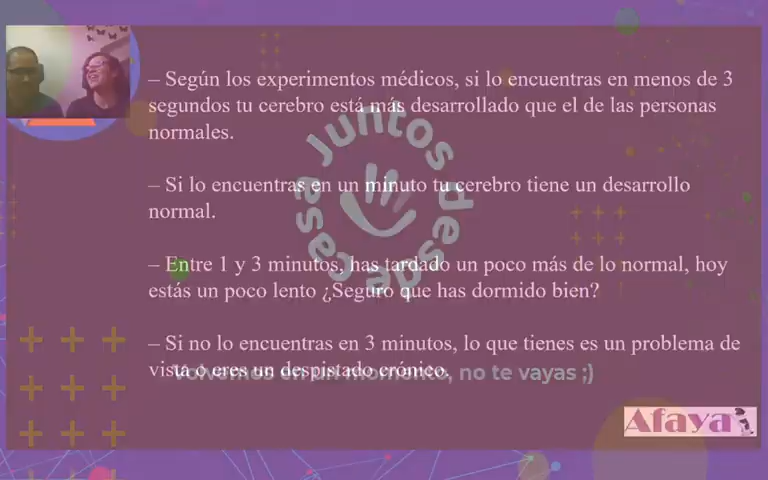 – Según los experimentos médicos, si lo encuentras en menos de 3
segundos tu cerebro está más desarrollado que el de las personas
normales.
– Si lo encuentras en un minuto tu cerebro tiene un desarrollo
normal.
– Entre 1 y 3 minutos, has tardado un poco más de lo normal, hoy
estás un poco lento ¿Seguro que has dormido bien?
– Si no lo encuentras en 3 minutos, lo que tienes es un problema de
vista o eres un despistado crónico.
Juntos desde casa
Volvemos en un momento, no te vayas ;)
Afaya